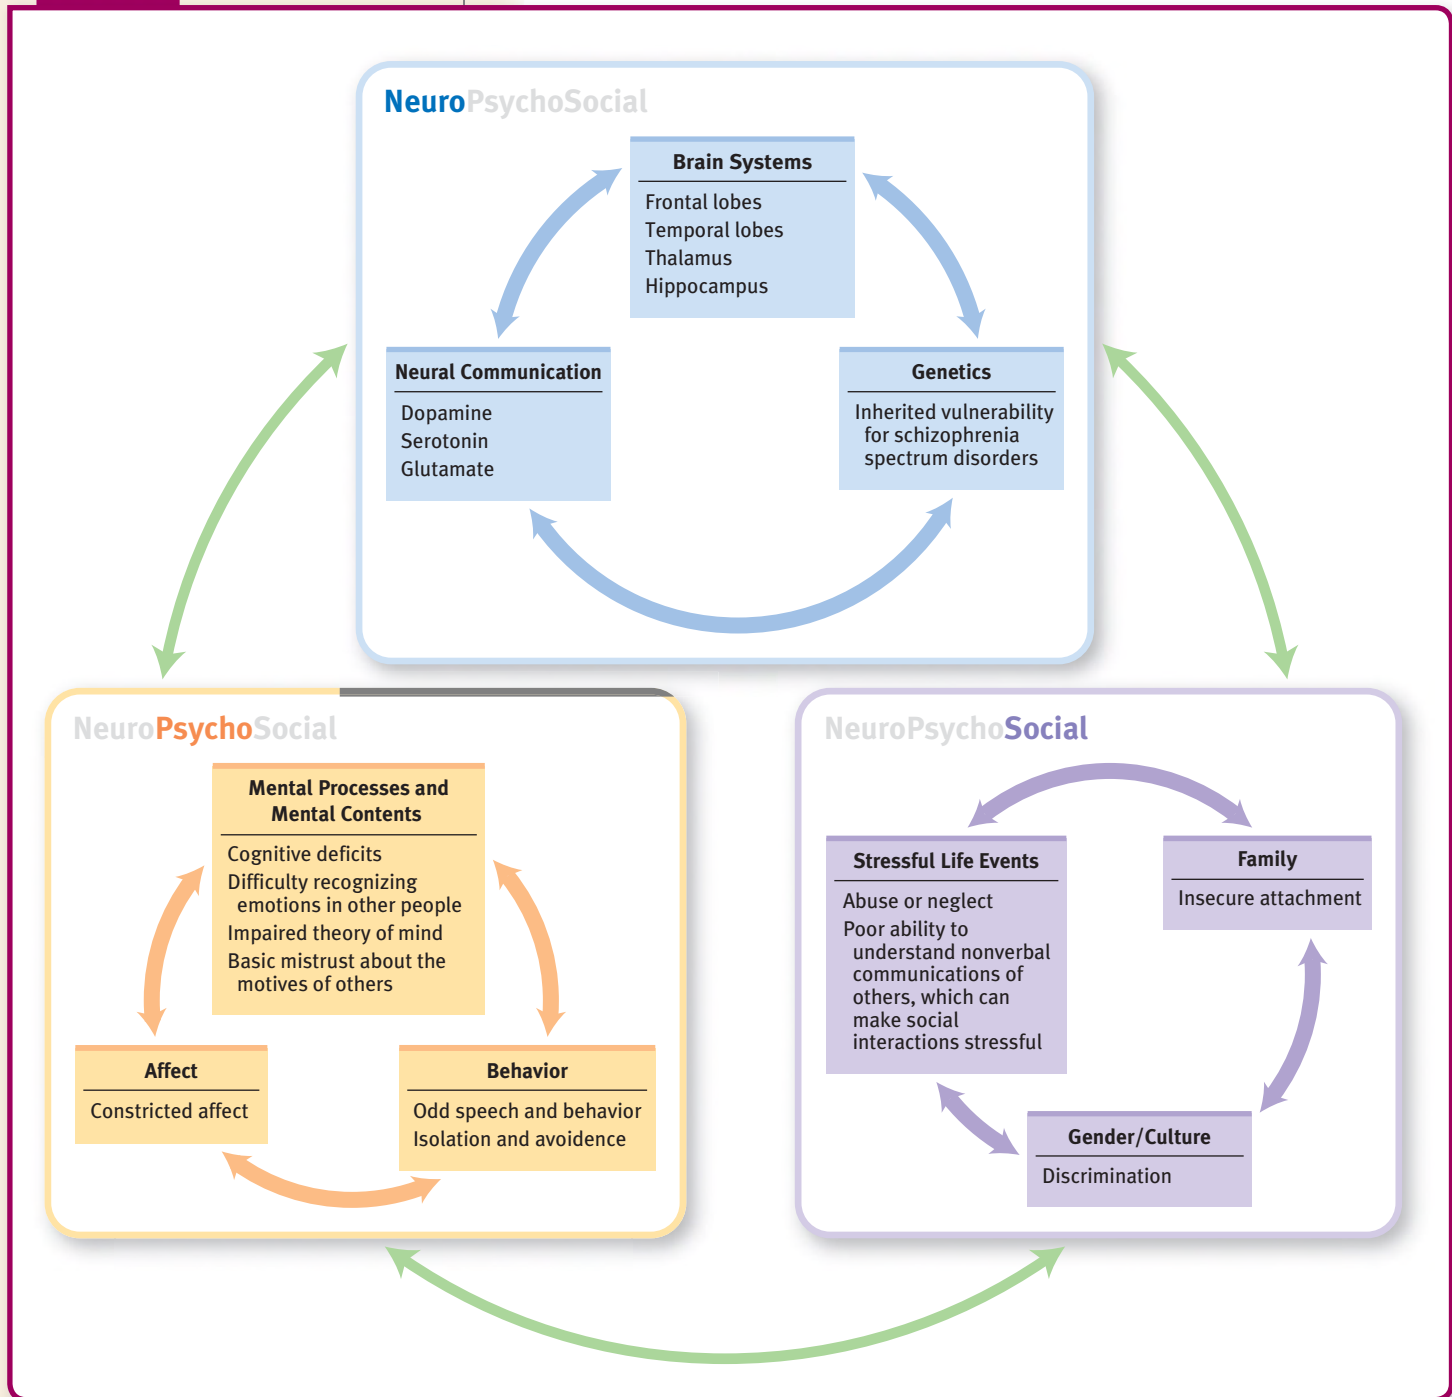 NeuroPsychoSocial
Brain Systems
Frontal lobes
Temporal lobes
Thalamus
Hippocampus
Neural Communication
Dopamine
Serotonin
Glutamate
Genetics
Inherited vulnerability
for schizophrenia
spectrum disorders
NeuroPsychoSocial
Mental Processes and
Mental Contents
Cognitive deficits
Difficulty recognizing
emotions in other people
Impaired theory of mind
Basic mistrust about the
motives of others
Affect
Constricted affect
Behavior
Odd speech and behavior
Isolation and avoidence
NeuroPsychoSocial
Stressful Life Events
Abuse or neglect
Poor ability to
understand nonverbal
communications of
others, which can
make social
interactions stressful
Family
Insecure attachment
Gender/Culture
Discrimination